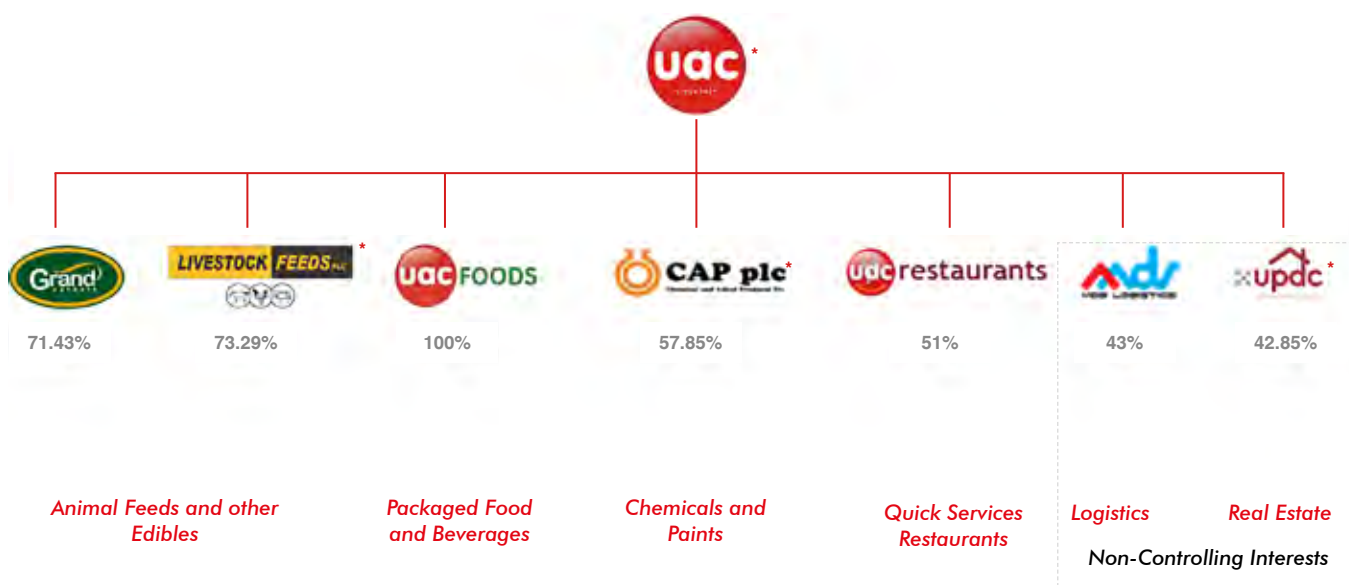 uac *
Grand
LIVESTOCK FEEDS PLC *
uac FOODS
CAP plc *
uac restaurants
mds
MDS LOGISTICS
updc *
71.43%
73.29%
100%
57.85%
51%
43%
42.85%
Animal Feeds and other
Edibles
Packaged Food
and Beverages
Chemicals and
Paints
Quick Services
Restaurants
Logistics
Real Estate
Non-Controlling Interests